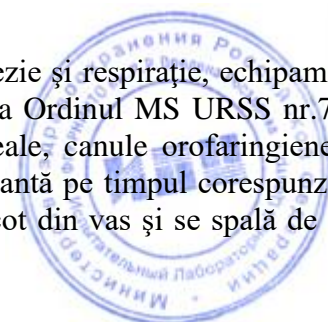 ezie şi respiraţie, echipam
a Ordinul MS URSS nr.7
eale, canule orofaringiene
antă pe timpul corespunz
cot din vas şi se spală de